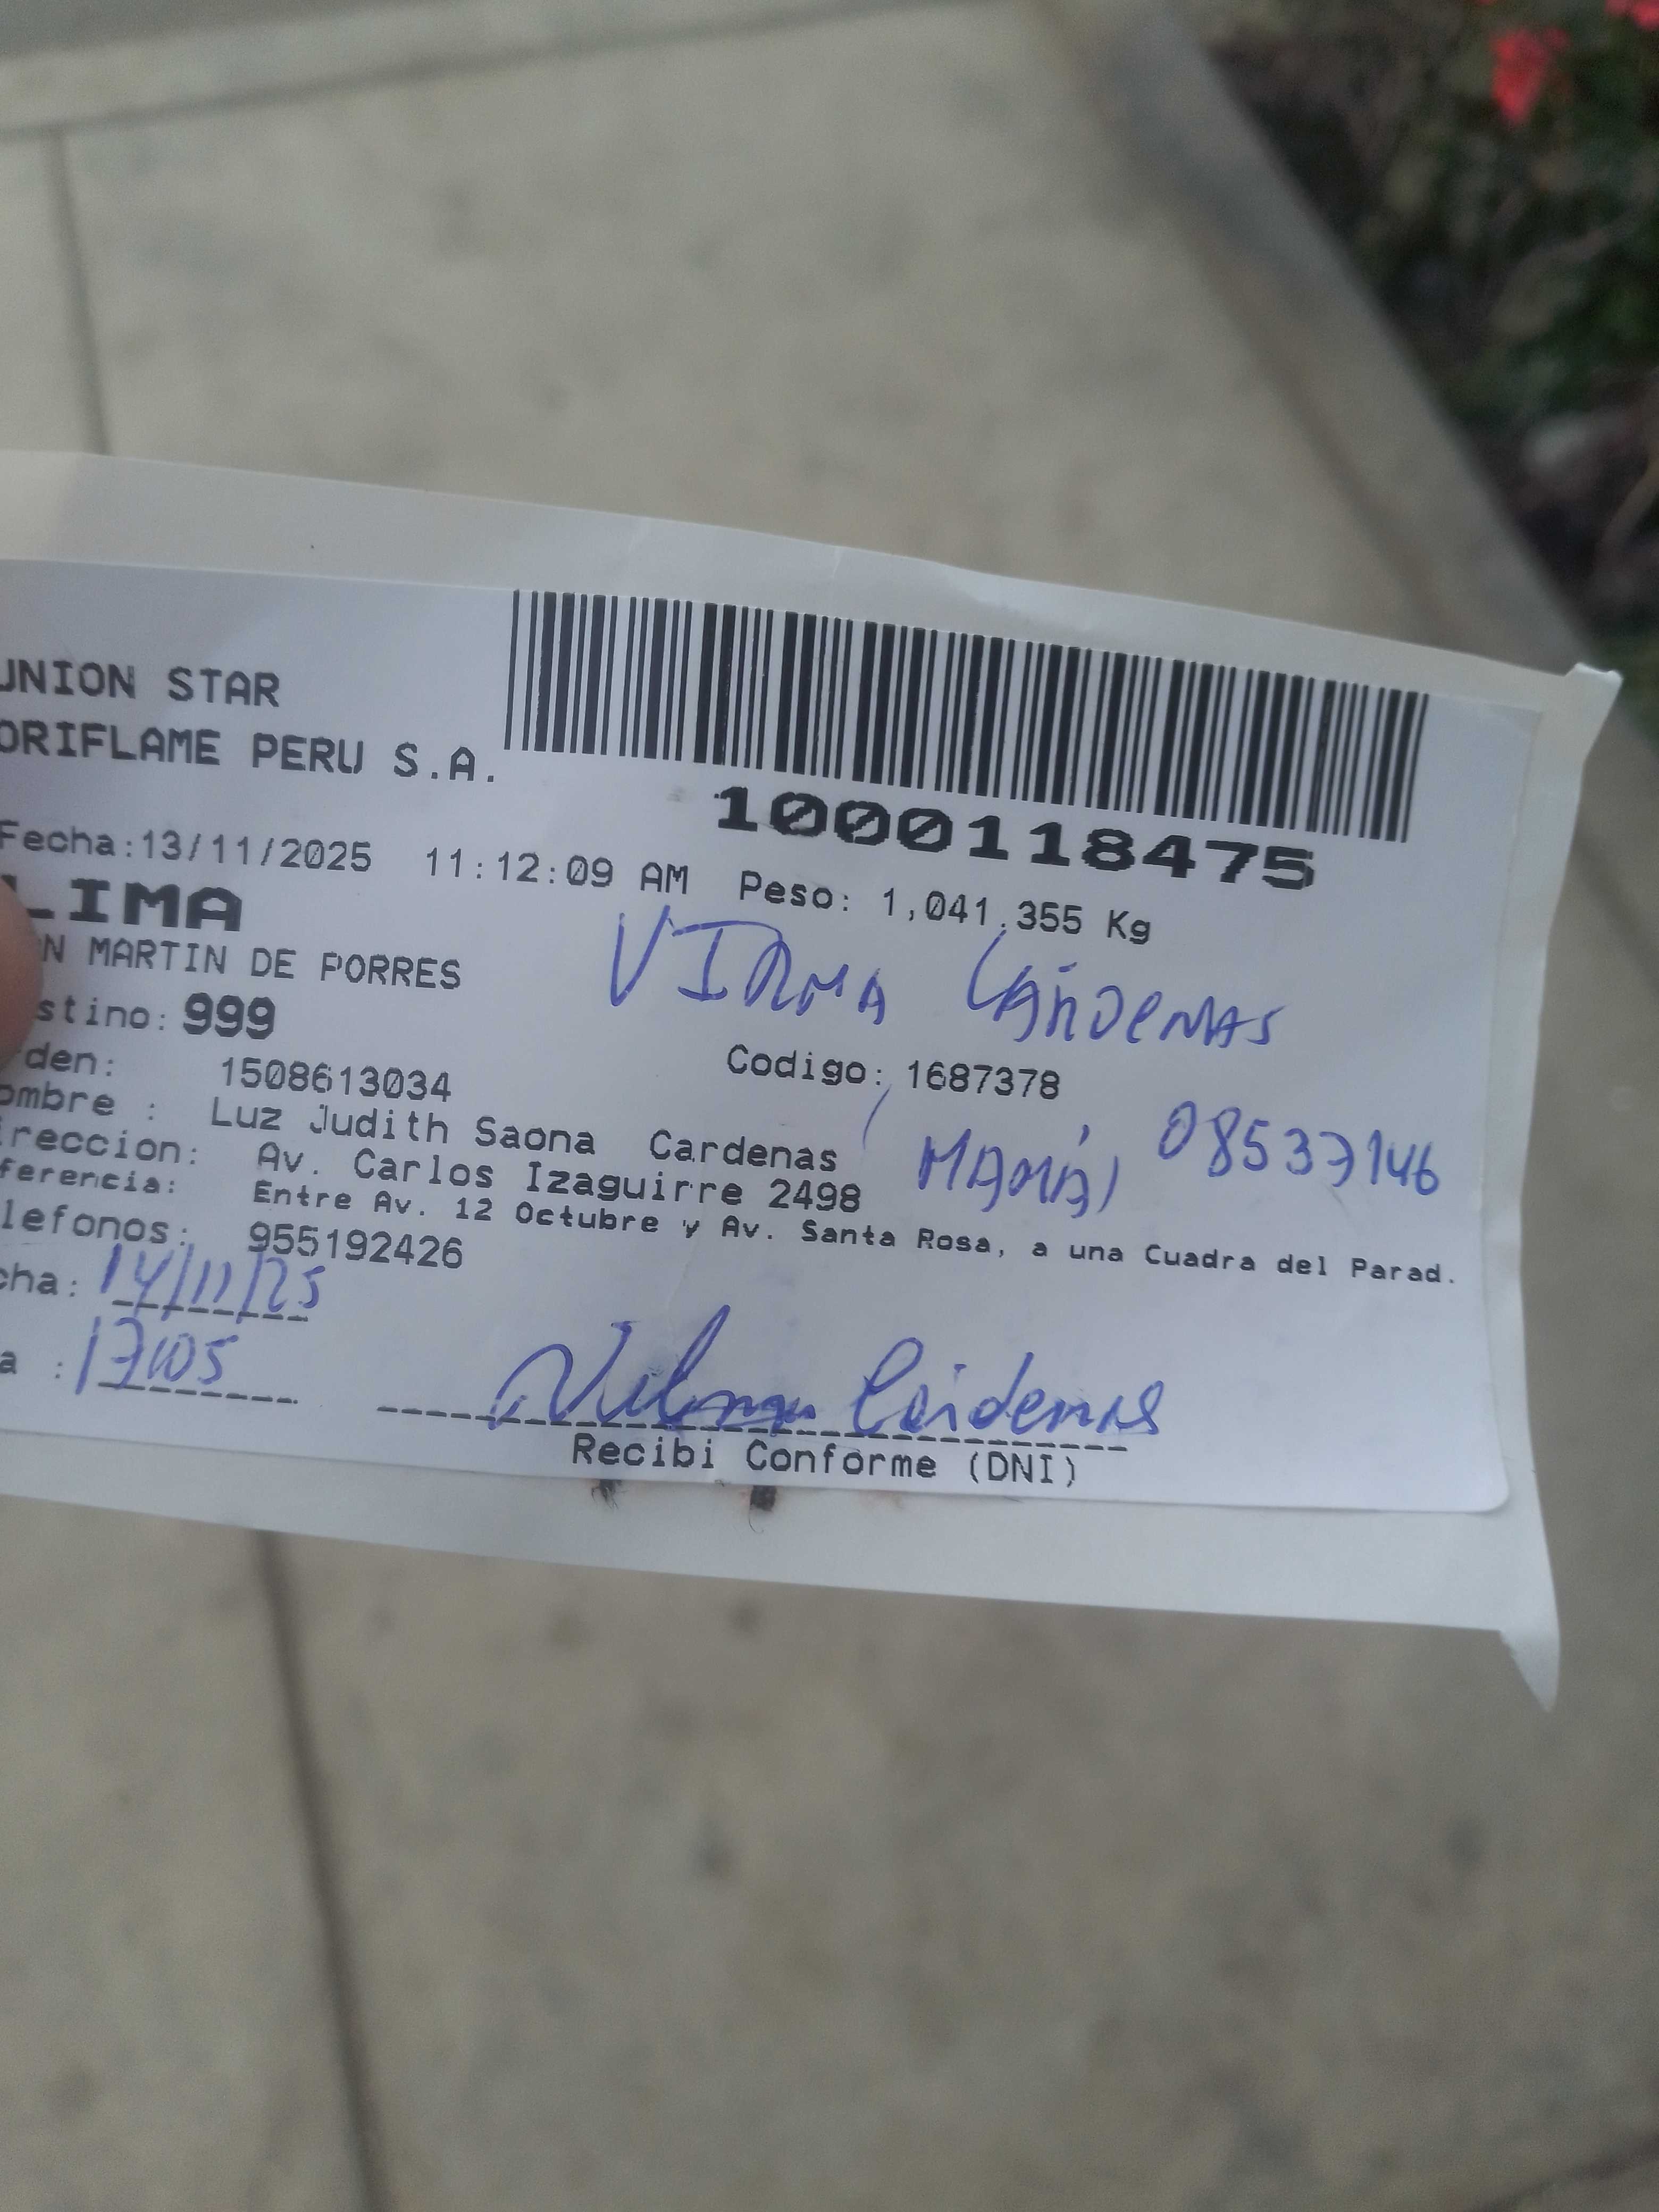 UNION STAR
ORIFLAME PERU S.A.
1000118475
Fecha:13/11/2025 11:12:09 AM Peso: 1,041.355 Kg
LIMA
N MARTIN DE PORRES
VIRMA CARDENAS
stino: 999
den: 1508613034 Codigo: 1687378
ombre : Luz Judith Saona Cardenas
MAMÁ 08537146
reccion: Av. Carlos Izaguirre 2498
ferencia: Entre Av. 12 Octubre y Av. Santa Rosa, a una Cuadra del Parad.
lefonos: 955192426
cha: 14/11/25
a : 17:05
Vilma Cárdenas
Recibi Conforme (DNI)